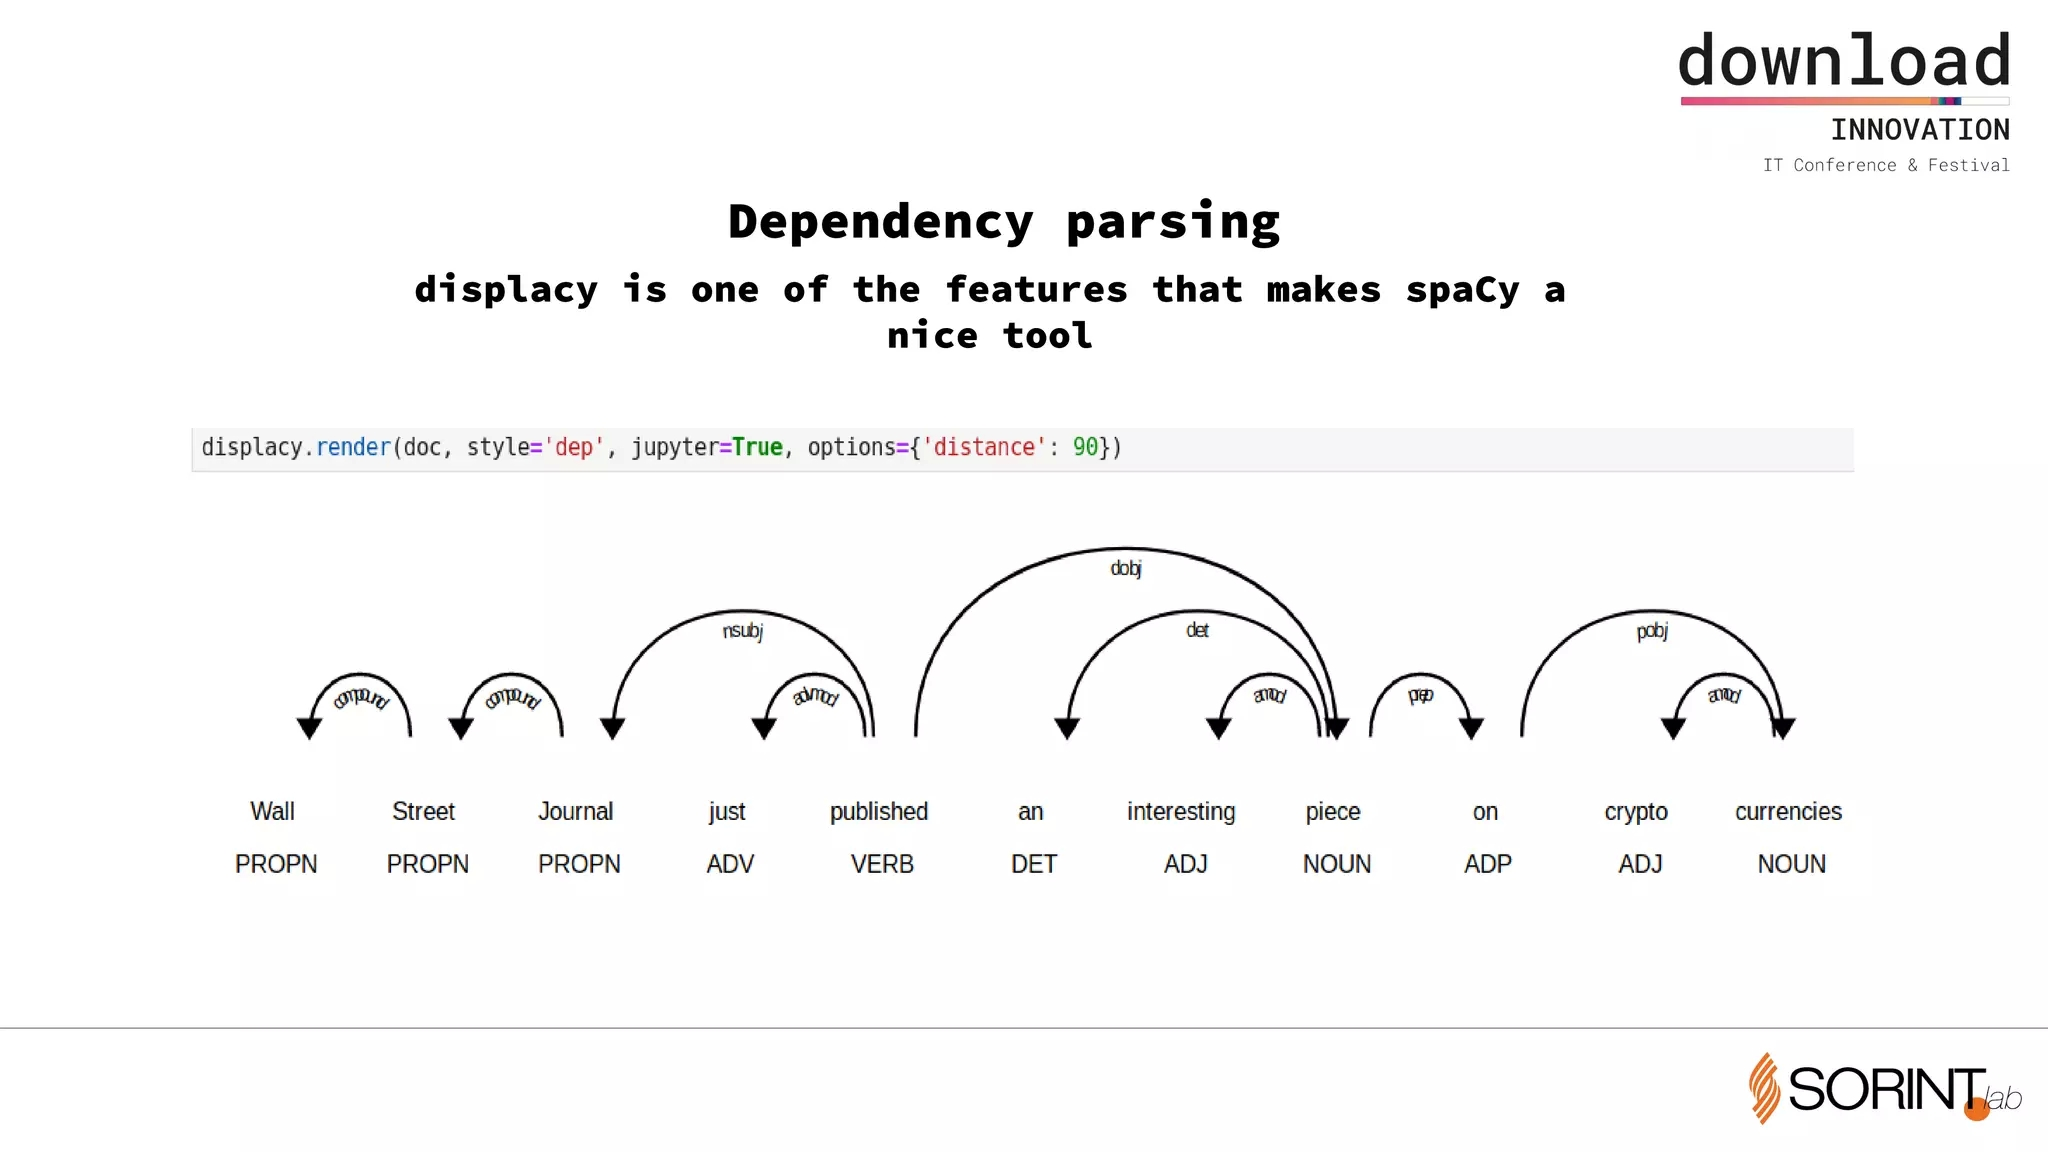 download
INNOVATION
IT Conference & Festival
Dependency parsing
displacy is one of the features that makes spaCy a
nice tool
displacy.render(doc, style='dep', jupyter=True, options={'distance': 90})
dobj
nsubj det pobj
compound compound advmod amod prep amod
Wall Street Journal just published an interesting piece on crypto currencies
PROPN PROPN PROPN ADV VERB DET ADJ NOUN ADP ADJ NOUN
SORINT.lab